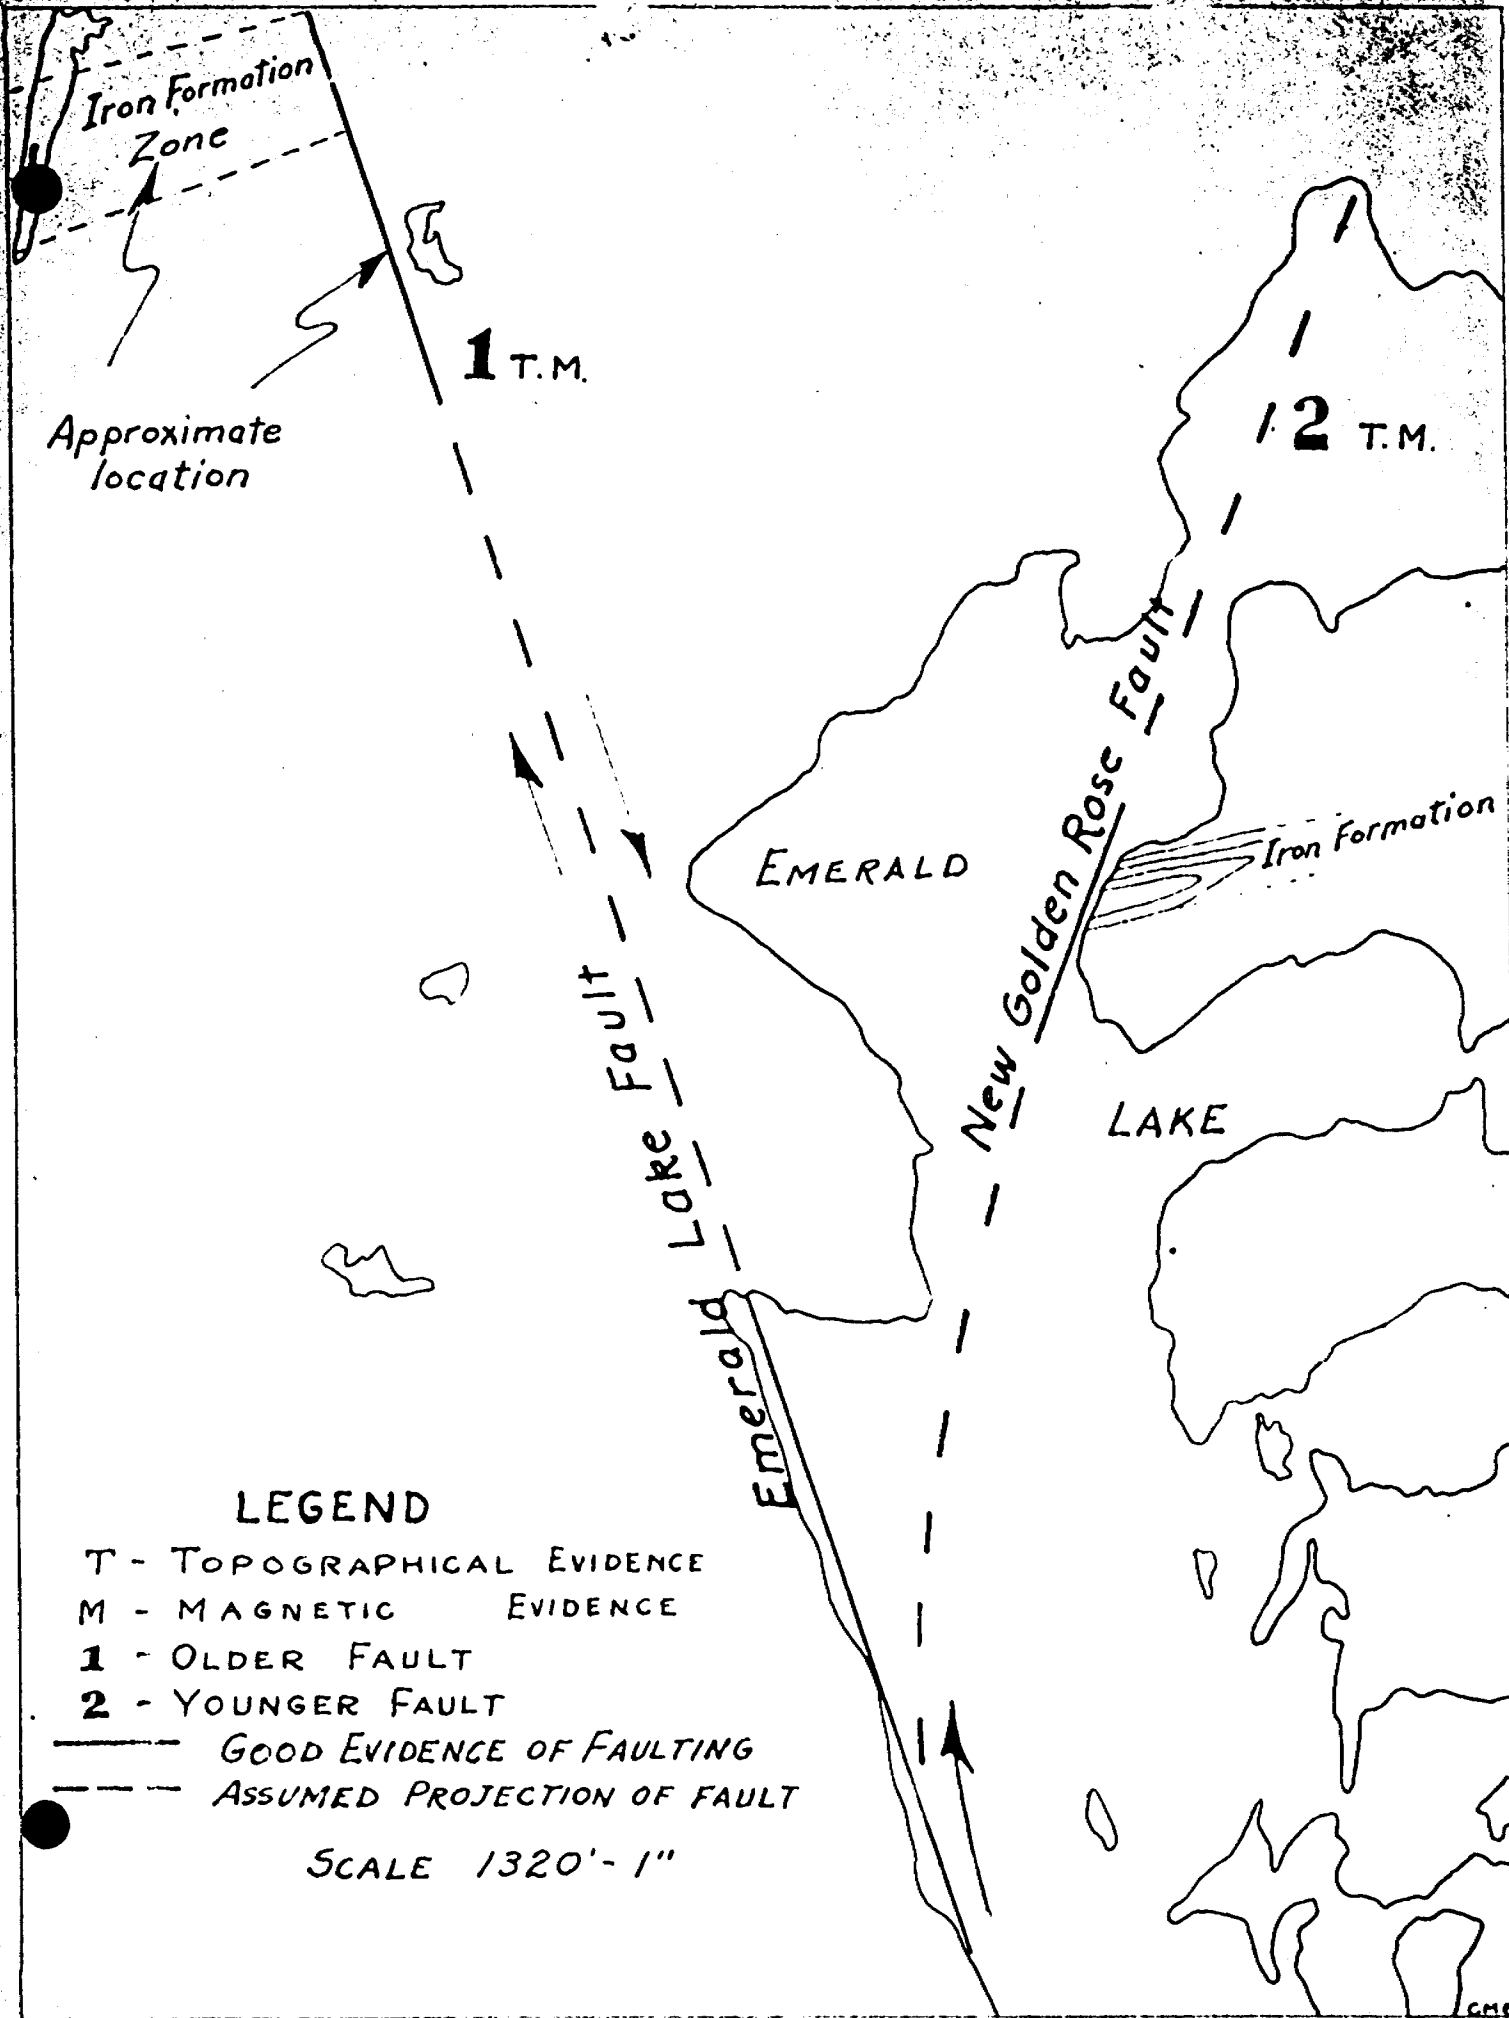 Iron Formation
Zone
1 T.M.
2 T.M.
Approximate
location
New Golden Rose Fault
Iron Formation
EMERALD
LAKE
Emerald Lake Fault
LEGEND
T - TOPOGRAPHICAL EVIDENCE
M - MAGNETIC EVIDENCE
1 - OLDER FAULT
2 - YOUNGER FAULT
GOOD EVIDENCE OF FAULTING
ASSUMED PROJECTION OF FAULT
SCALE 1320'- 1"